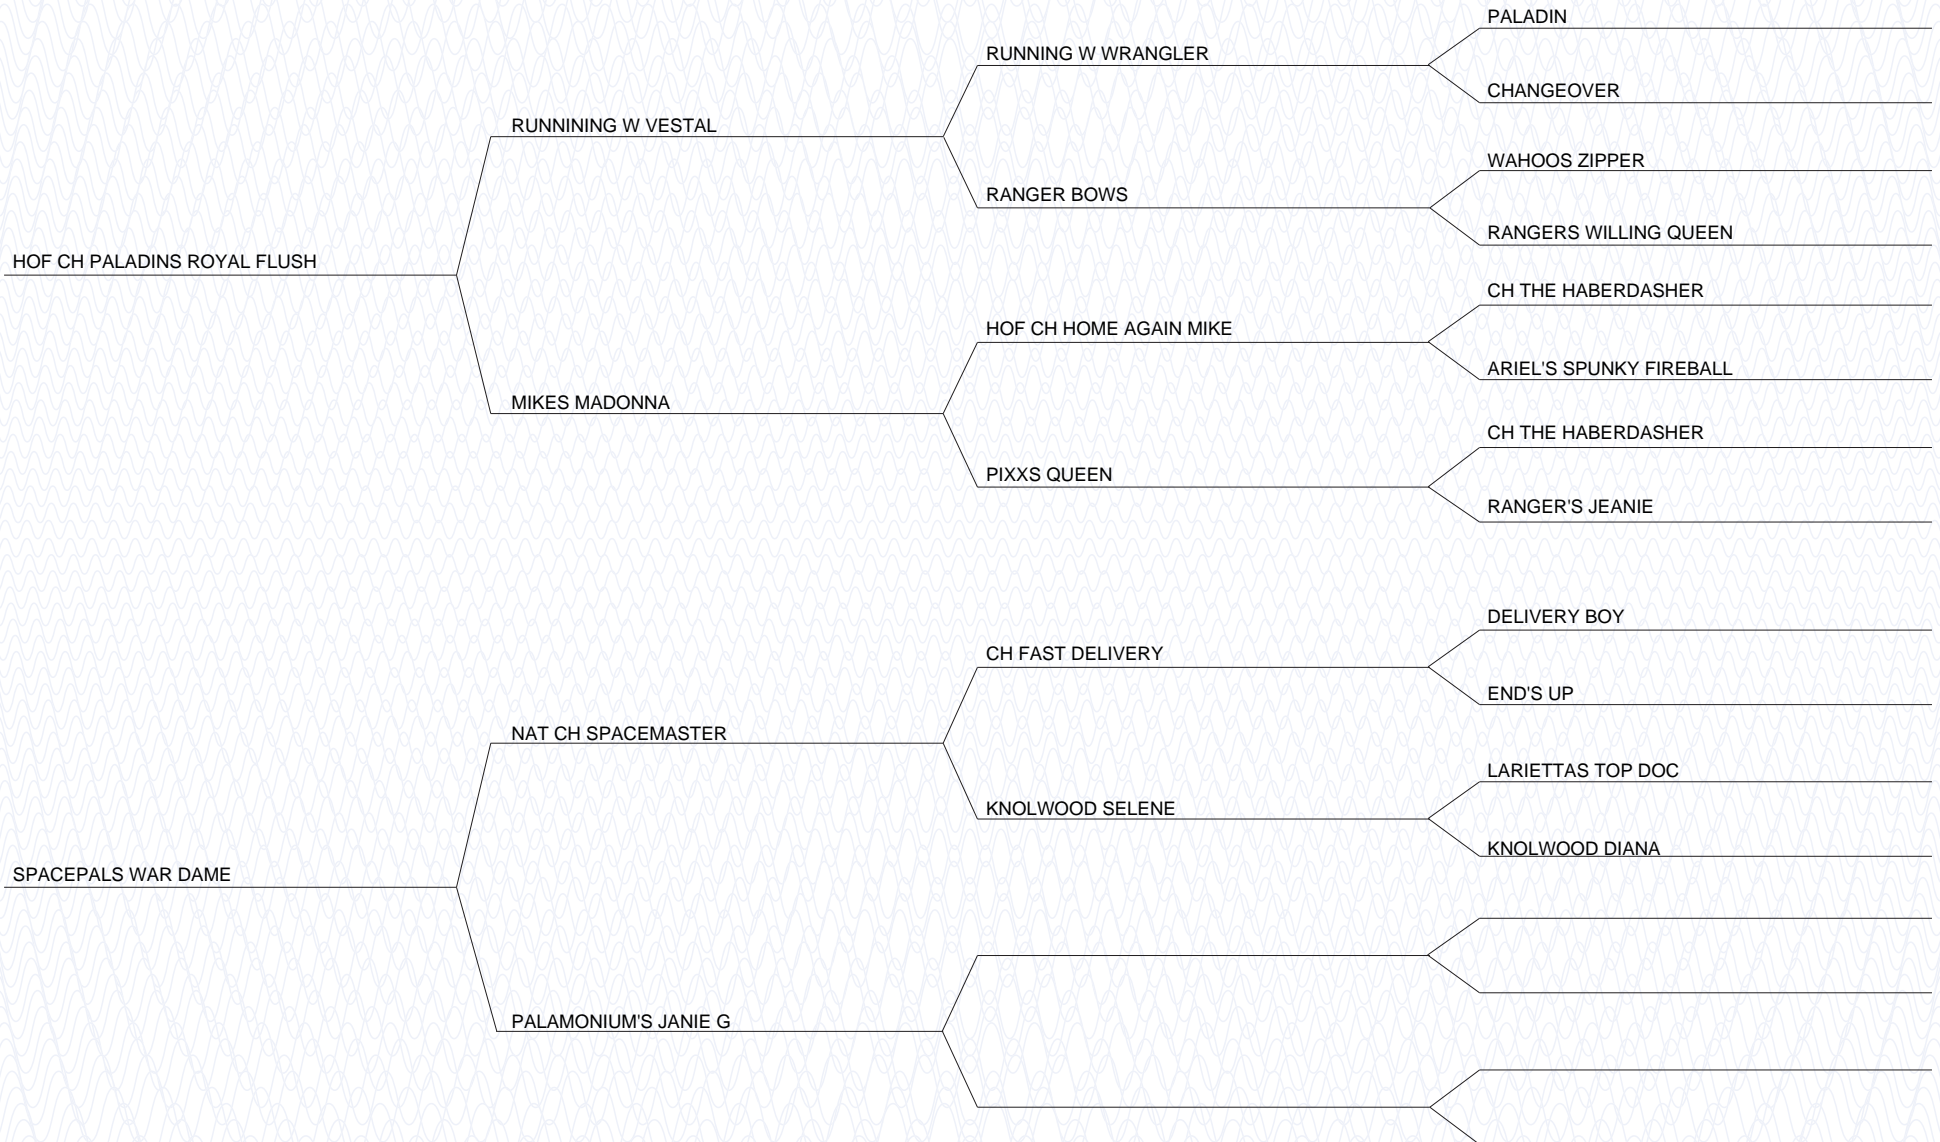 PALADIN
RUNNING W WRANGLER
CHANGEOVER
RUNNINING W VESTAL
WAHOOS ZIPPER
RANGER BOWS
RANGERS WILLING QUEEN
HOF CH PALADINS ROYAL FLUSH
CH THE HABERDASHER
HOF CH HOME AGAIN MIKE
ARIEL'S SPUNKY FIREBALL
MIKES MADONNA
CH THE HABERDASHER
PIXXS QUEEN
RANGER'S JEANIE
DELIVERY BOY
CH FAST DELIVERY
END'S UP
NAT CH SPACEMASTER
LARIETTAS TOP DOC
KNOLWOOD SELENE
KNOLWOOD DIANA
SPACEPALS WAR DAME
PALAMONIUM'S JANIE G